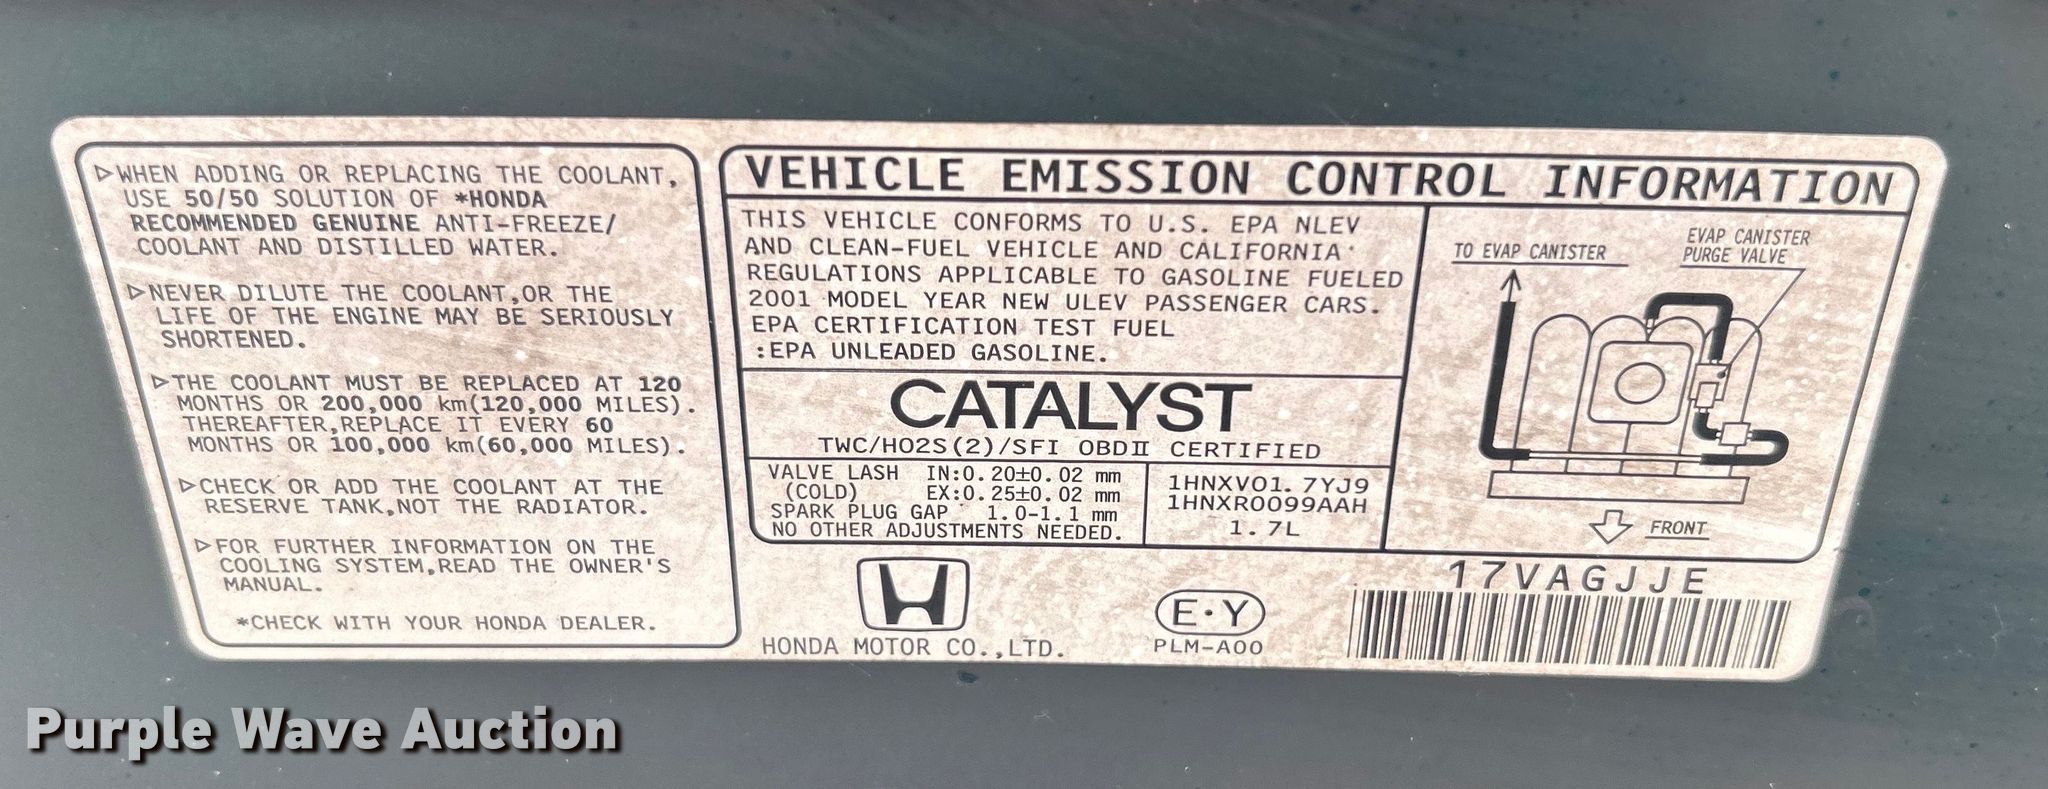 ▷WHEN ADDING OR REPLACING THE COOLANT,
USE 50/50 SOLUTION OF *HONDA
RECOMMENDED GENUINE ANTI-FREEZE/
COOLANT AND DISTILLED WATER.
▷NEVER DILUTE THE COOLANT,OR THE
LIFE OF THE ENGINE MAY BE SERIOUSLY
SHORTENED.
▷THE COOLANT MUST BE REPLACED AT 120
MONTHS OR 200,000 km(120,000 MILES).
THEREAFTER,REPLACE IT EVERY 60
MONTHS OR 100,000 km(60,000 MILES).
▷CHECK OR ADD THE COOLANT AT THE
RESERVE TANK,NOT THE RADIATOR.
▷FOR FURTHER INFORMATION ON THE
COOLING SYSTEM,READ THE OWNER'S
MANUAL.
*CHECK WITH YOUR HONDA DEALER.
VEHICLE EMISSION CONTROL INFORMATION
THIS VEHICLE CONFORMS TO U.S. EPA NLEV
AND CLEAN-FUEL VEHICLE AND CALIFORNIA
REGULATIONS APPLICABLE TO GASOLINE FUELED
2001 MODEL YEAR NEW ULEV PASSENGER CARS.
EPA CERTIFICATION TEST FUEL
:EPA UNLEADED GASOLINE.
CATALYST
TWC/HO2S(2)/SFI OBDⅡ CERTIFIED
VALVE LASH IN:0.20±0.02 mm
(COLD) EX:0.25±0.02 mm
SPARK PLUG GAP 1.0-1.1 mm
NO OTHER ADJUSTMENTS NEEDED.
1HNXV01.7YJ9
1HNXR0099AAH
1.7L
TO EVAP CANISTER
EVAP CANISTER
PURGE VALVE
FRONT
HONDA MOTOR CO.,LTD.
E·Y
PLM-A00
17VAGJJE
Purple Wave Auction